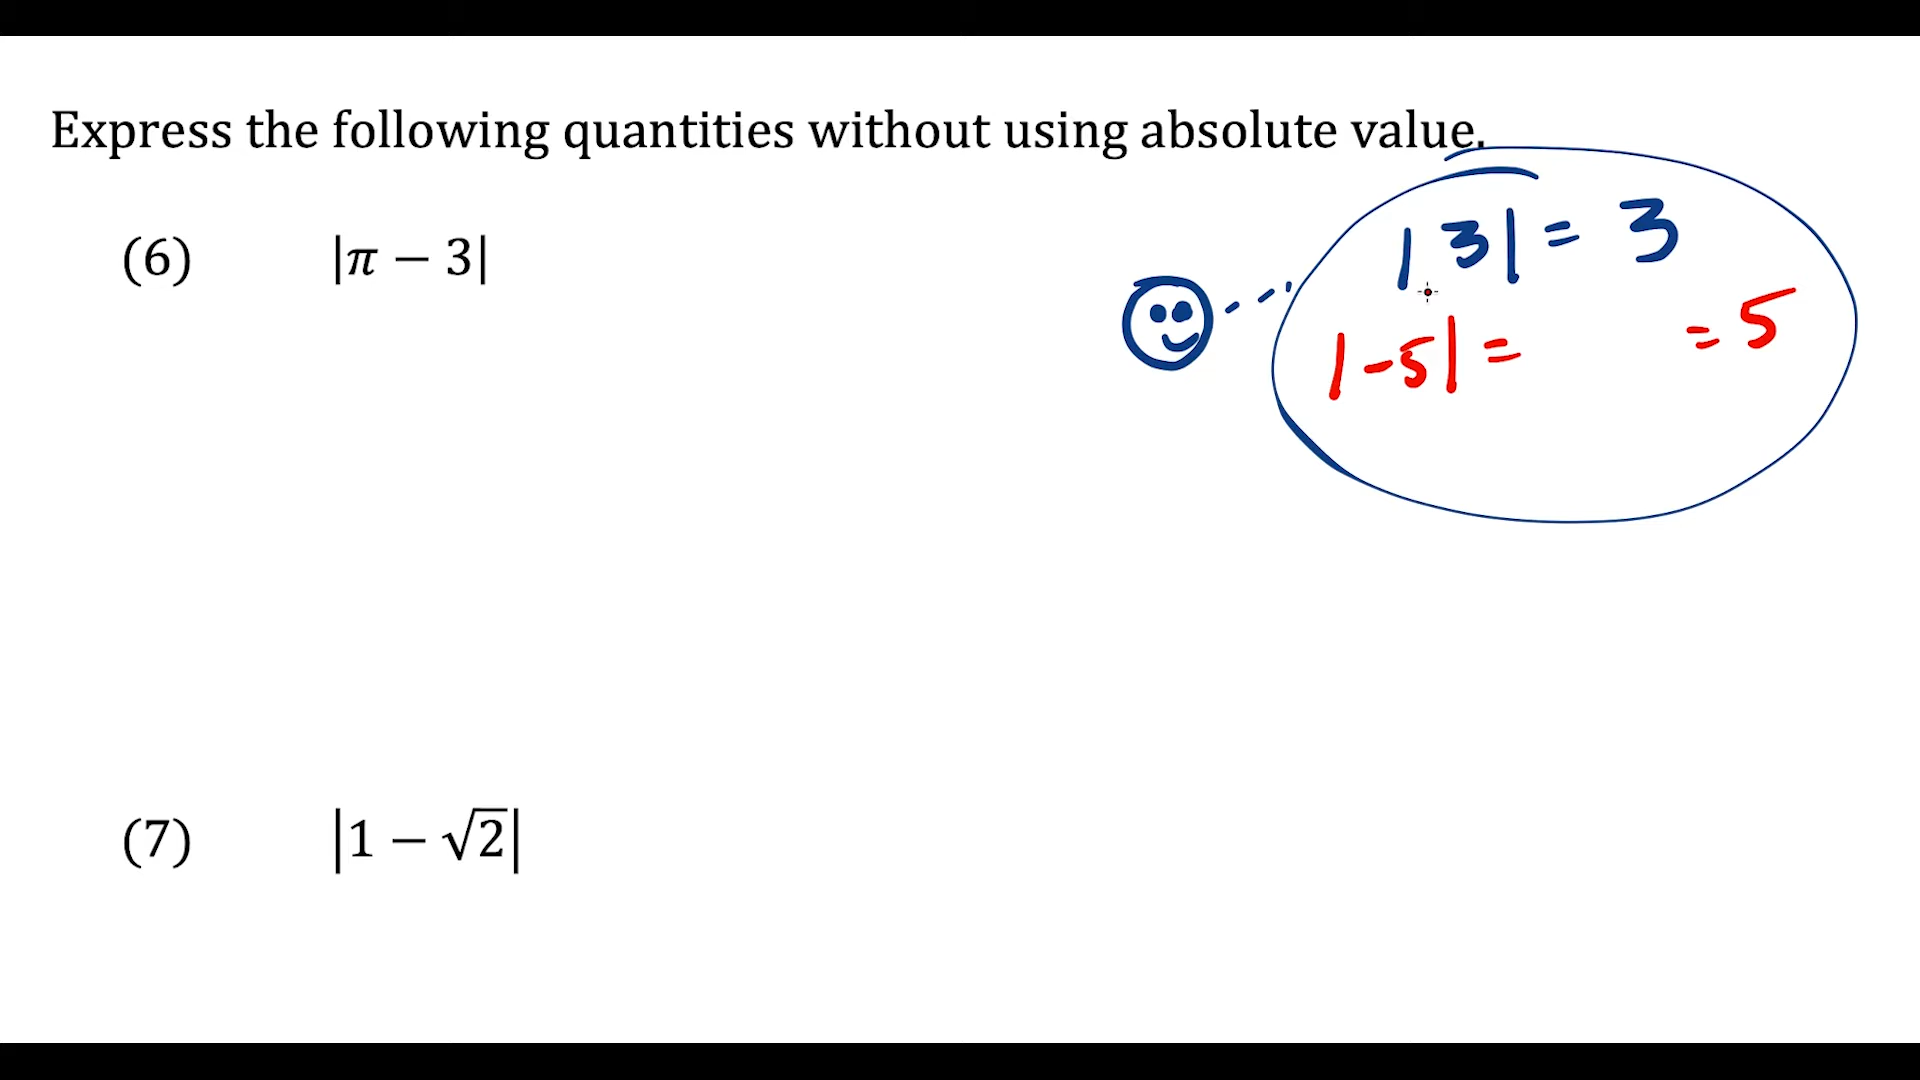 Express the following quantities without using absolute value.
(6) |π − 3|
|3| = 3
|-5| = = 5
(7) |1 − √2|